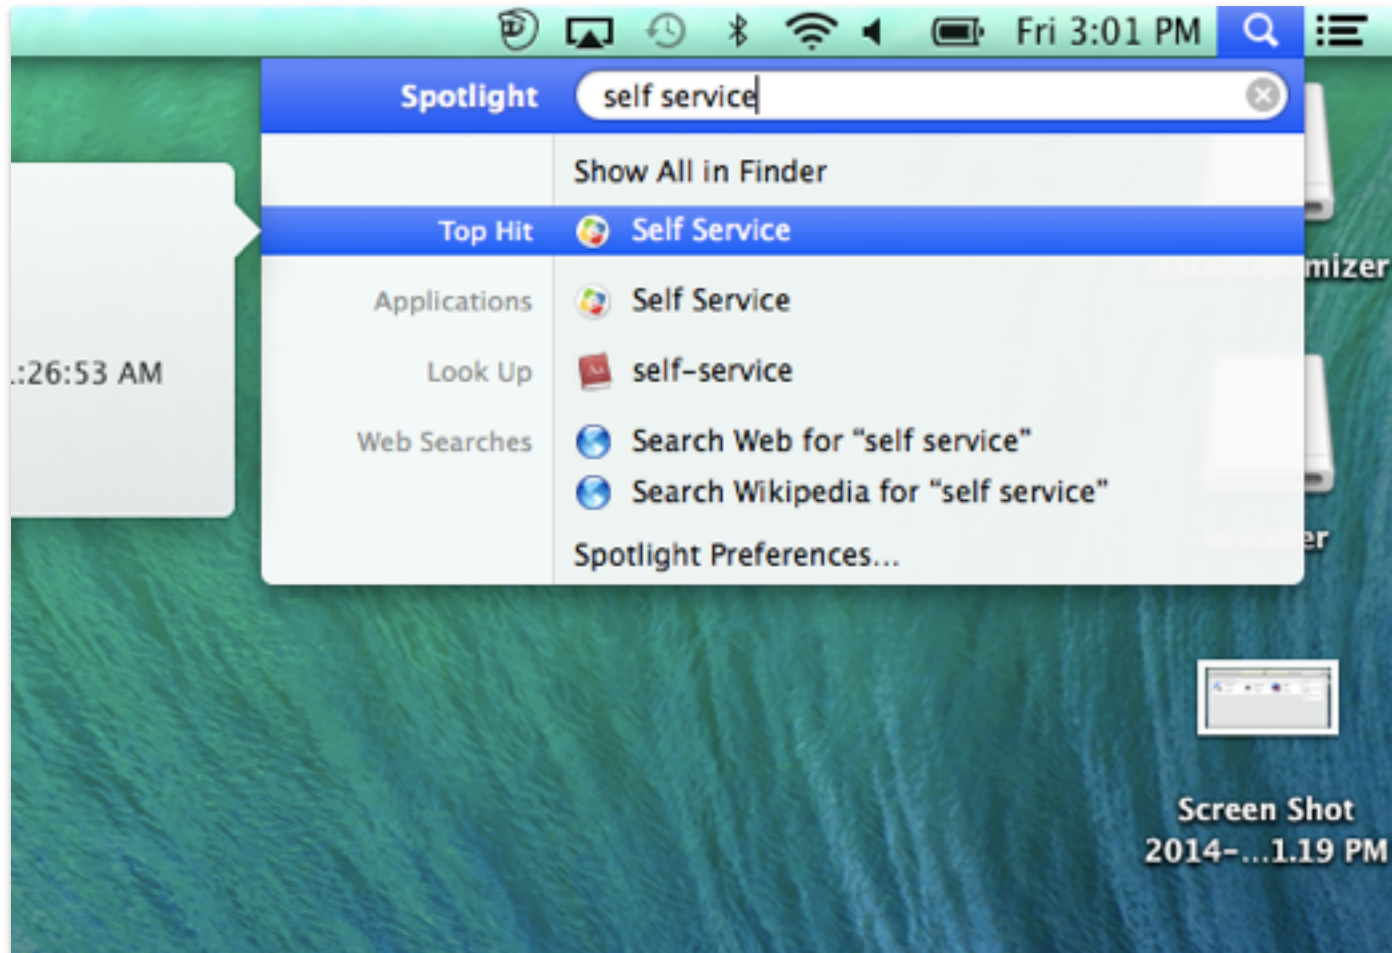 Fri 3:01 PM
Spotlight self service
Show All in Finder
Top Hit Self Service
Applications Self Service
Look Up self-service
Web Searches Search Web for “self service”
Search Wikipedia for “self service”
Spotlight Preferences...
:26:53 AM
mizer
er
Screen Shot
2014-...1.19 PM